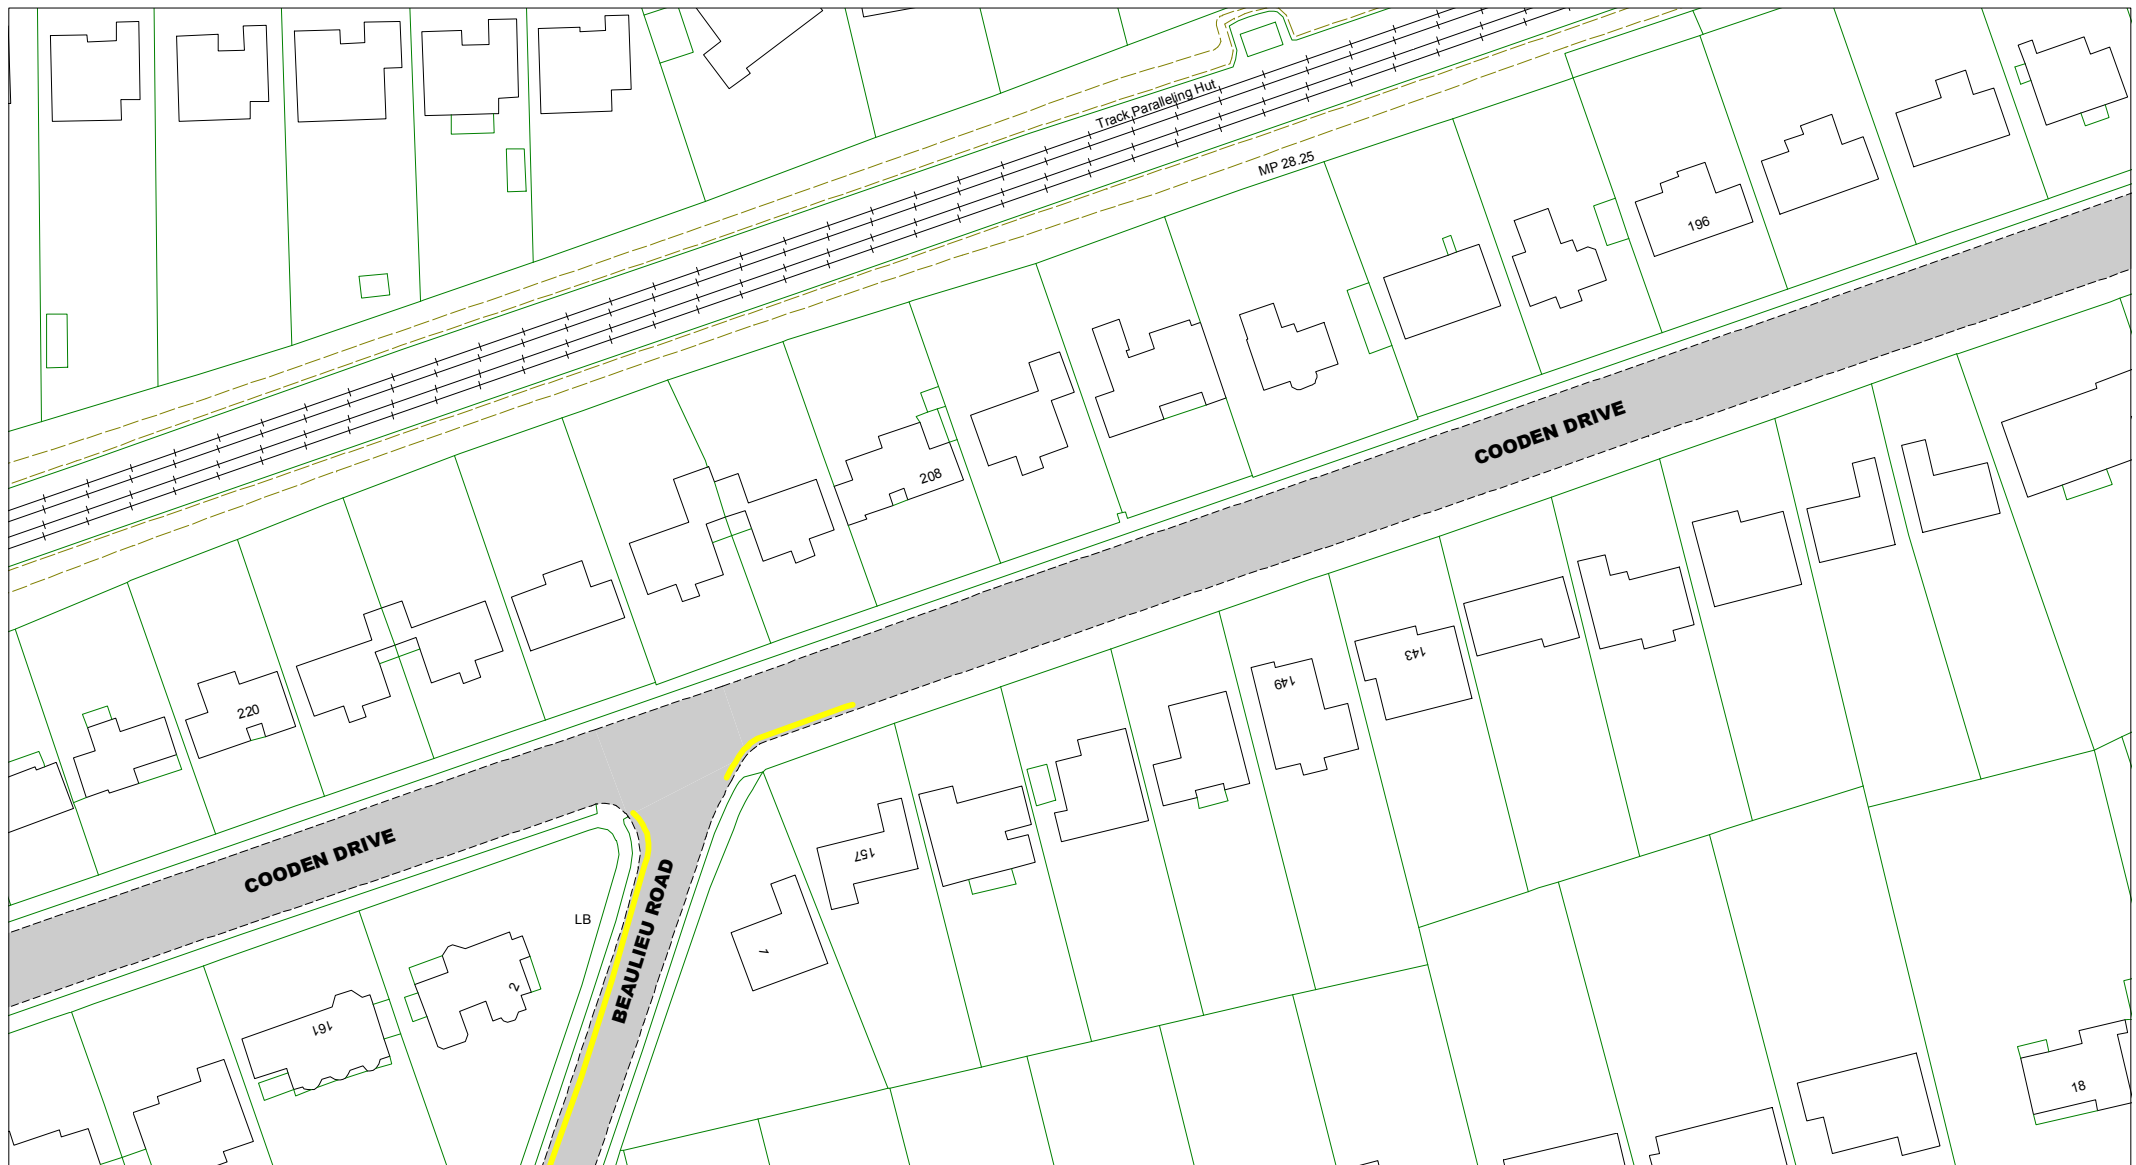 Track Paralleling Hut
MP 28.25
196
COODEN DRIVE
208
143
149
220
157
COODEN DRIVE
BEAULIEU ROAD
LB
1
2
161
18